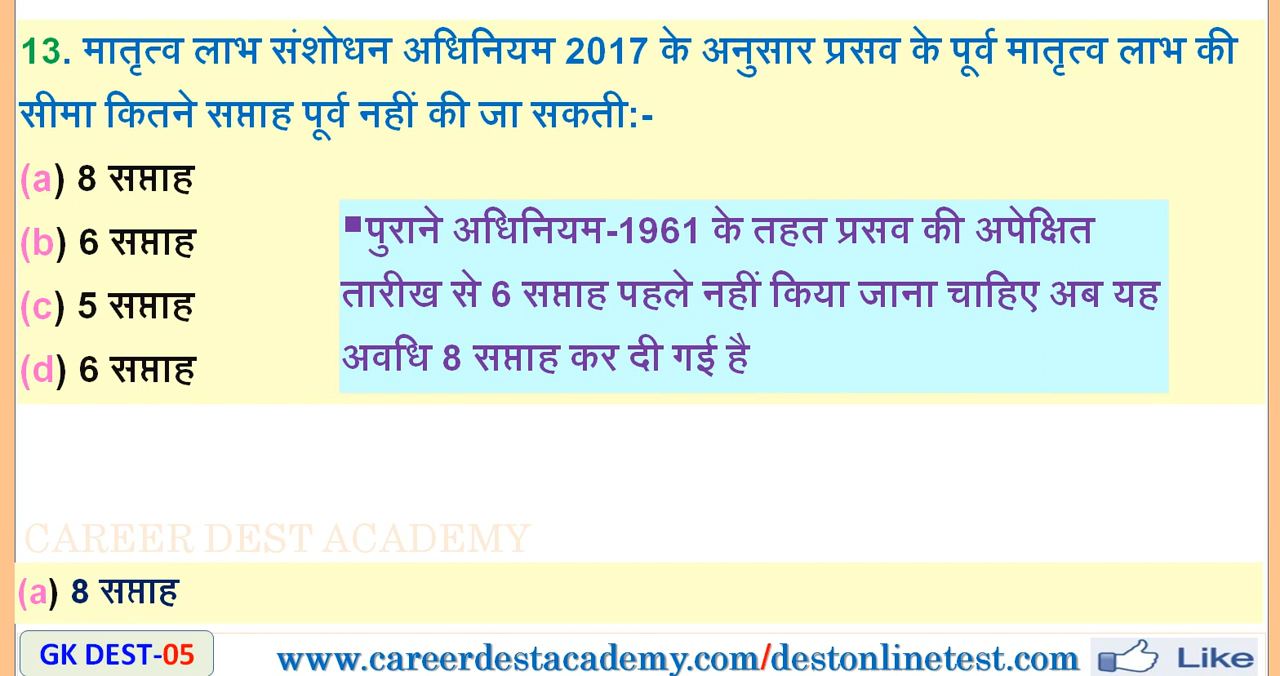 13. मातृत्व लाभ संशोधन अधिनियम 2017 के अनुसार प्रसव के पूर्व मातृत्व लाभ की
सीमा कितने सप्ताह पूर्व नहीं की जा सकती:-
(a) 8 सप्ताह
(b) 6 सप्ताह
(c) 5 सप्ताह
(d) 6 सप्ताह
▪पुराने अधिनियम-1961 के तहत प्रसव की अपेक्षित
तारीख से 6 सप्ताह पहले नहीं किया जाना चाहिए अब यह
अवधि 8 सप्ताह कर दी गई है
CAREER DEST ACADEMY
(a) 8 सप्ताह
GK DEST-05
www.careerdestacademy.com/destonlinetest.com
Like